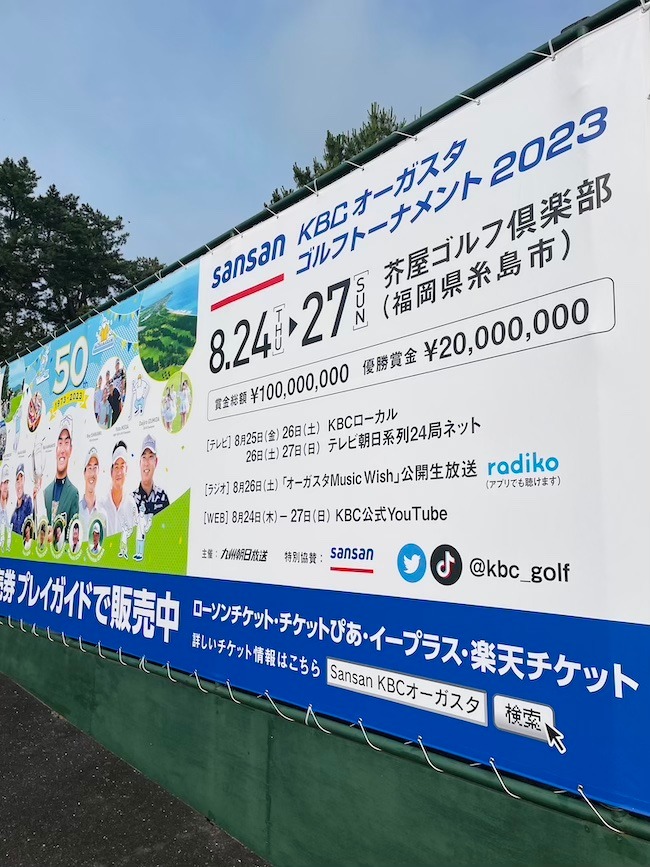 sansan KBCオーガスタ
ゴルフトーナメント2023
8.24 THU ▶ 27 SUN
芥屋ゴルフ倶楽部
(福岡県糸島市)
賞金総額 ¥100,000,000 優勝賞金 ¥20,000,000
[テレビ] 8月25日(金) 26日(土) KBCローカル
26日(土) 27日(日) テレビ朝日系列24局ネット
[ラジオ] 8月26日(土)「オーガスタMusic Wish」公開生放送 radiko
(アプリでも聴けます)
[WEB] 8月24日(木)－27日(日) KBC公式YouTube
主催：九州朝日放送 特別協賛：sansan @kbc_golf
50
1973-2023
券 プレイガイドで販売中
ローソンチケット・チケットぴあ・イープラス・楽天チケット
詳しいチケット情報はこちら Sansan KBCオーガスタ 検索